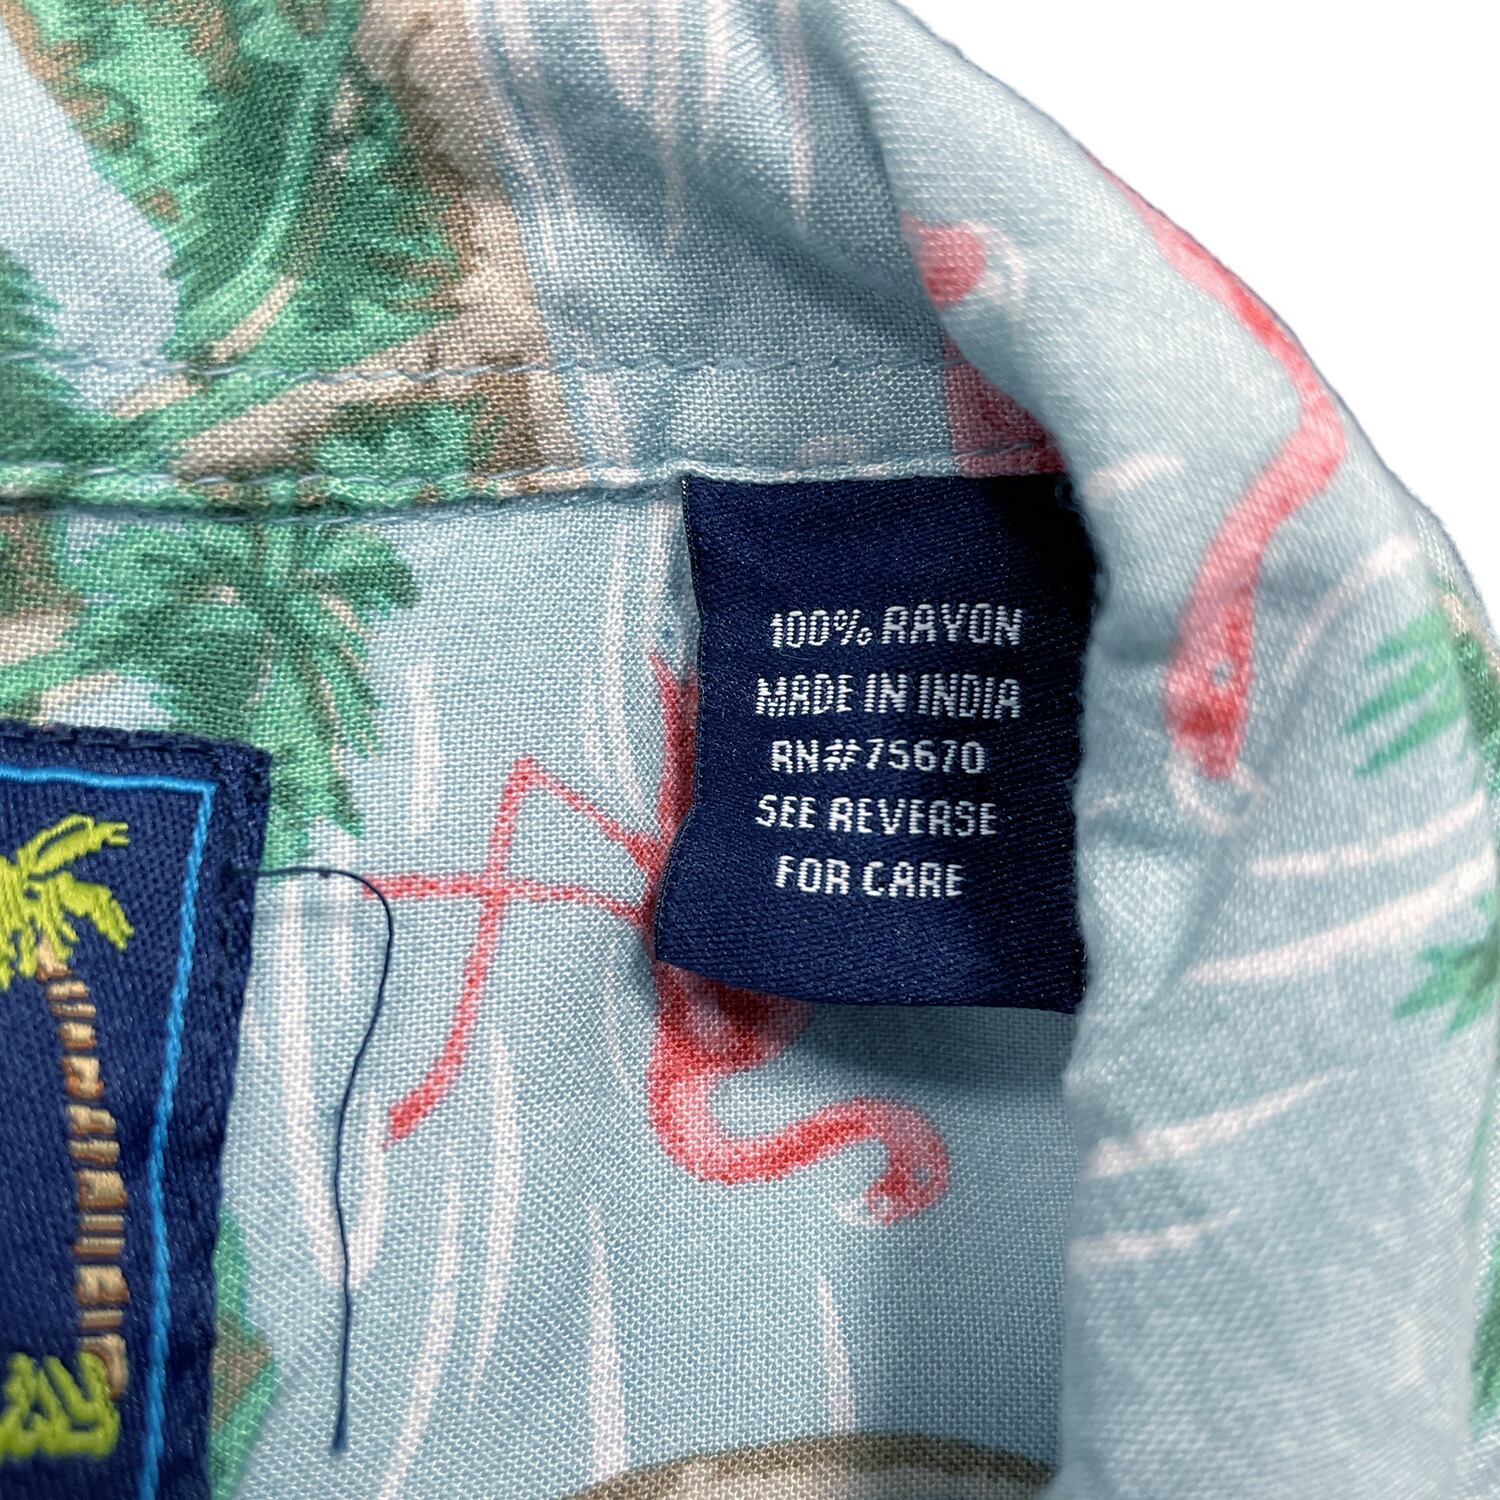 100% RAYON
MADE IN INDIA
RN#75670
SEE REVERSE
FOR CARE